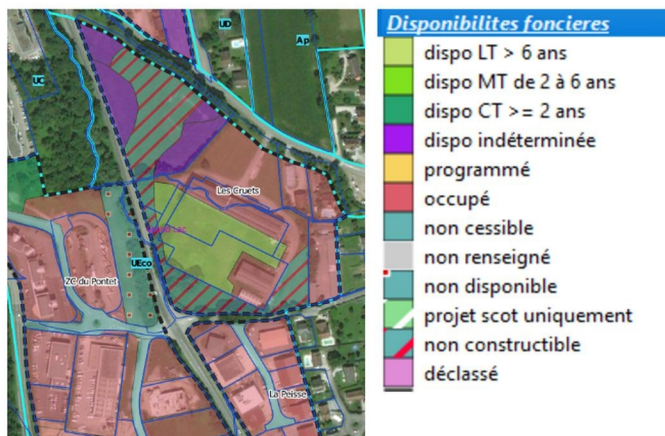 UD
Ap
UC
Les Cruets
UEco
ZC du Pontet
La Peisse
Disponibilites foncieres
dispo LT > 6 ans
dispo MT de 2 à 6 ans
dispo CT >= 2 ans
dispo indéterminée
programmé
occupé
non cessible
non renseigné
non disponible
projet scot uniquement
non constructible
déclassé